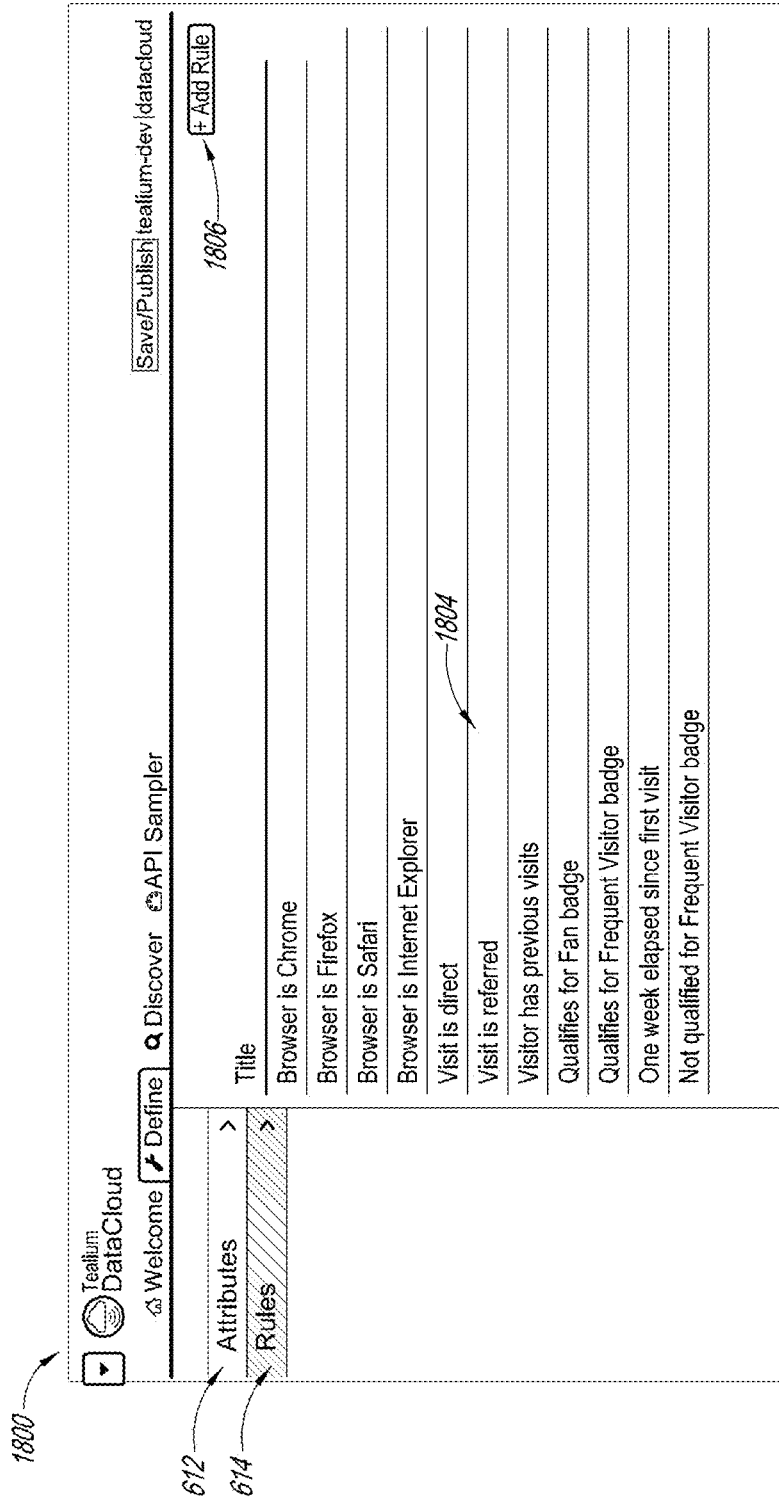 1800
Tealium
DataCloud
Welcome Define Discover API Sampler
Save/Publish tealium-dev|datacloud
612
Attributes >
614
Rules >
1806
+ Add Rule
Title
Browser is Chrome
Browser is Firefox
Browser is Safari
Browser is Internet Explorer
Visit is direct
1804
Visit is referred
Visitor has previous visits
Qualifies for Fan badge
Qualifies for Frequent Visitor badge
One week elapsed since first visit
Not qualified for Frequent Visitor badge